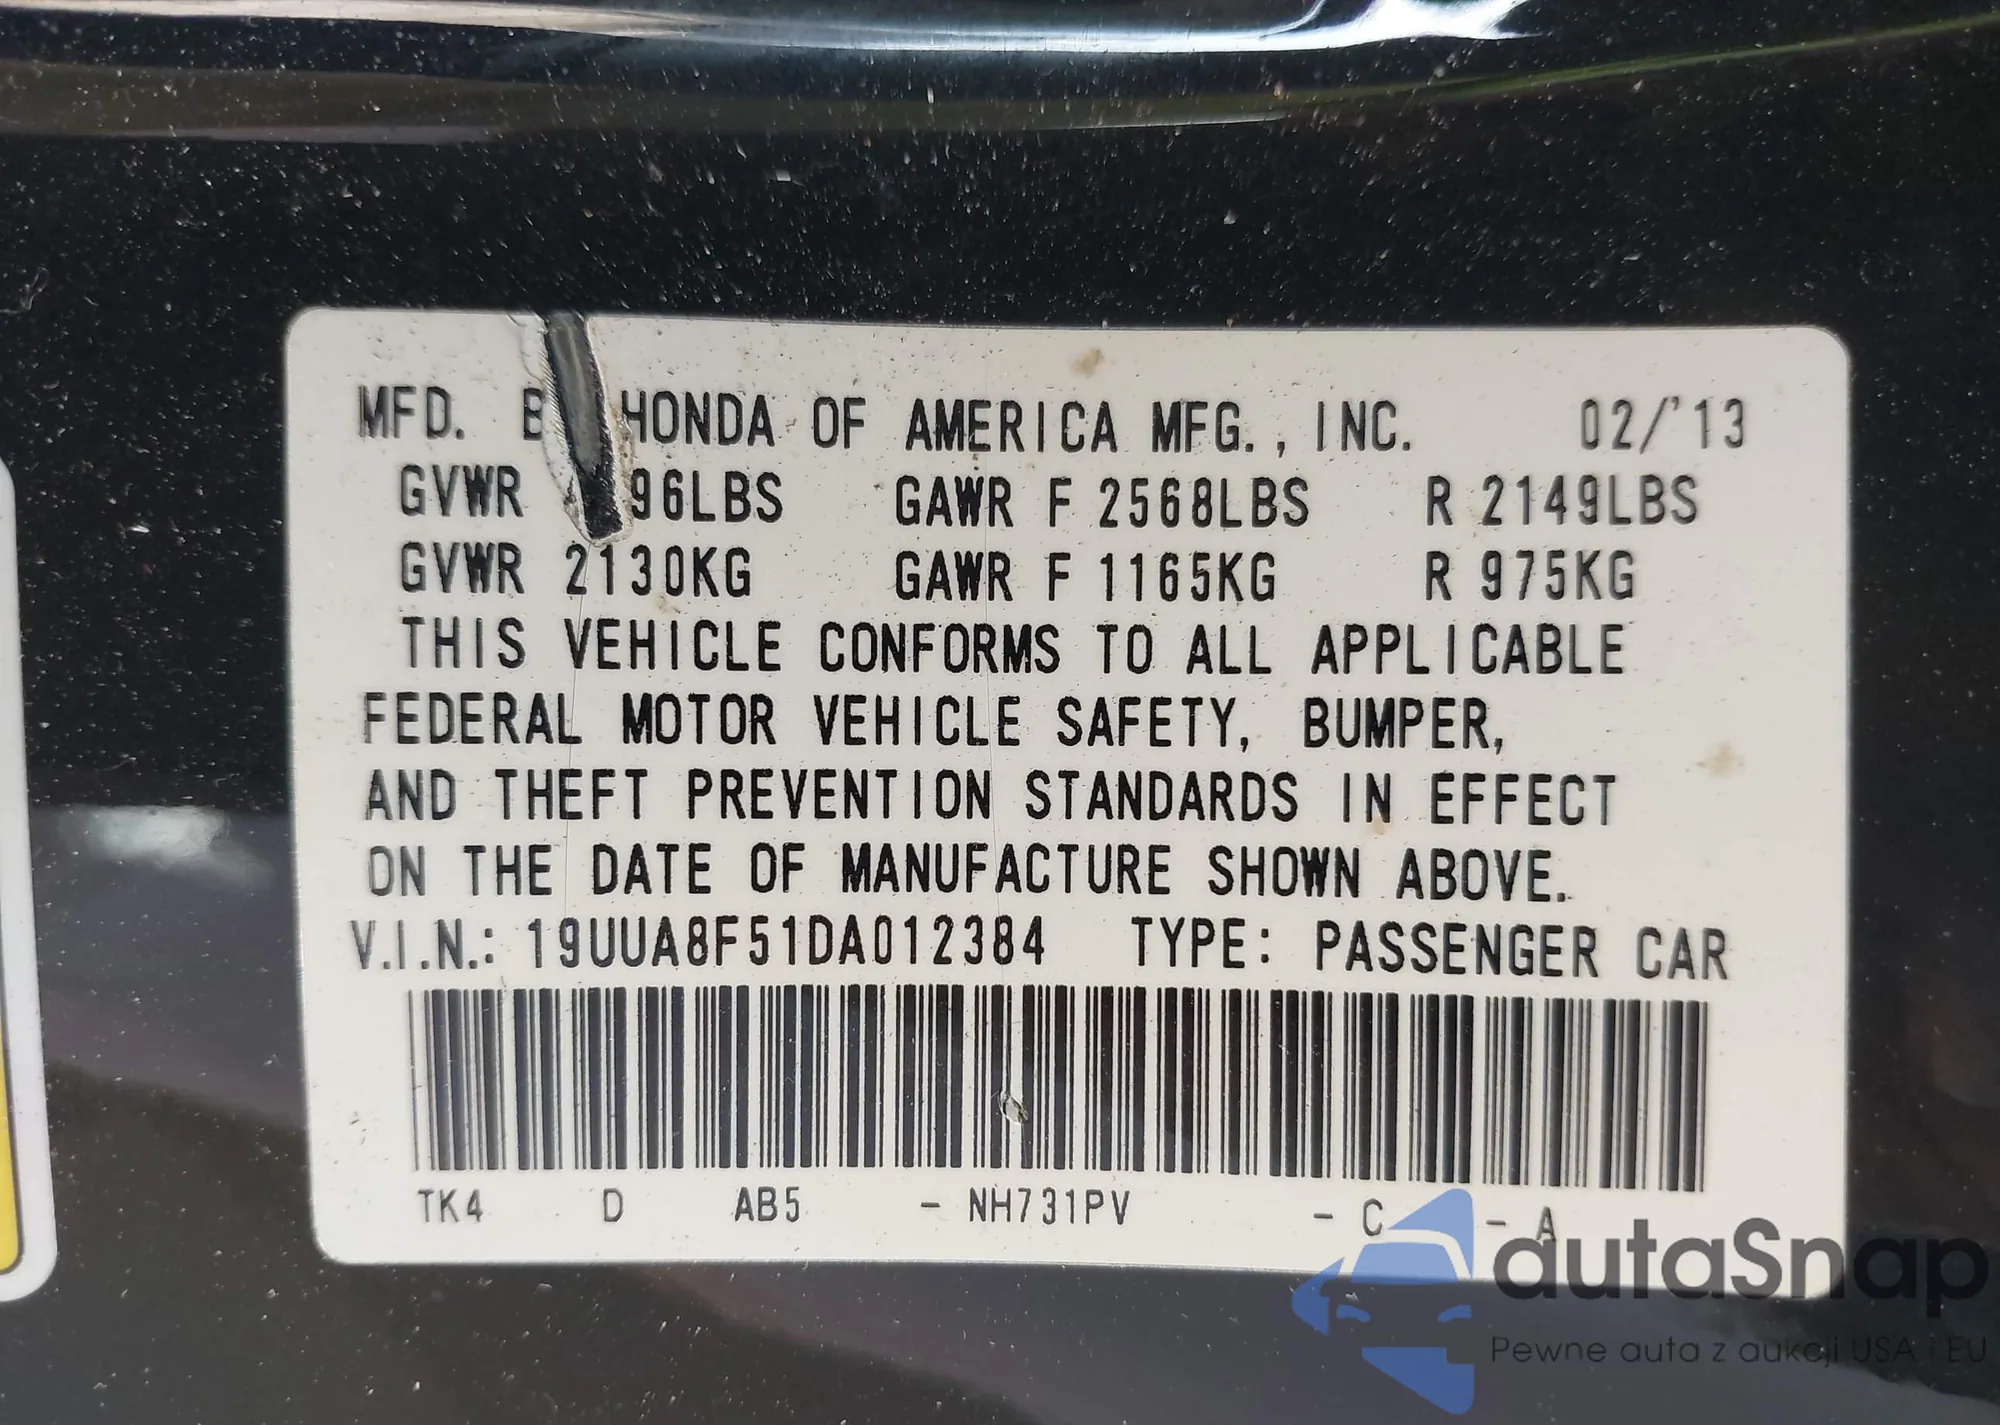 MFD. B HONDA OF AMERICA MFG., INC. 02/'13
GVWR 96LBS GAWR F 2568LBS R 2149LBS
GVWR 2130KG GAWR F 1165KG R 975KG
THIS VEHICLE CONFORMS TO ALL APPLICABLE
FEDERAL MOTOR VEHICLE SAFETY, BUMPER,
AND THEFT PREVENTION STANDARDS IN EFFECT
ON THE DATE OF MANUFACTURE SHOWN ABOVE.
V.I.N.: 19UUA8F51DA012384 TYPE: PASSENGER CAR
TK4 D AB5 - NH731PV - C - A
autaSnap
Pewne auta z aukcji USA i EU